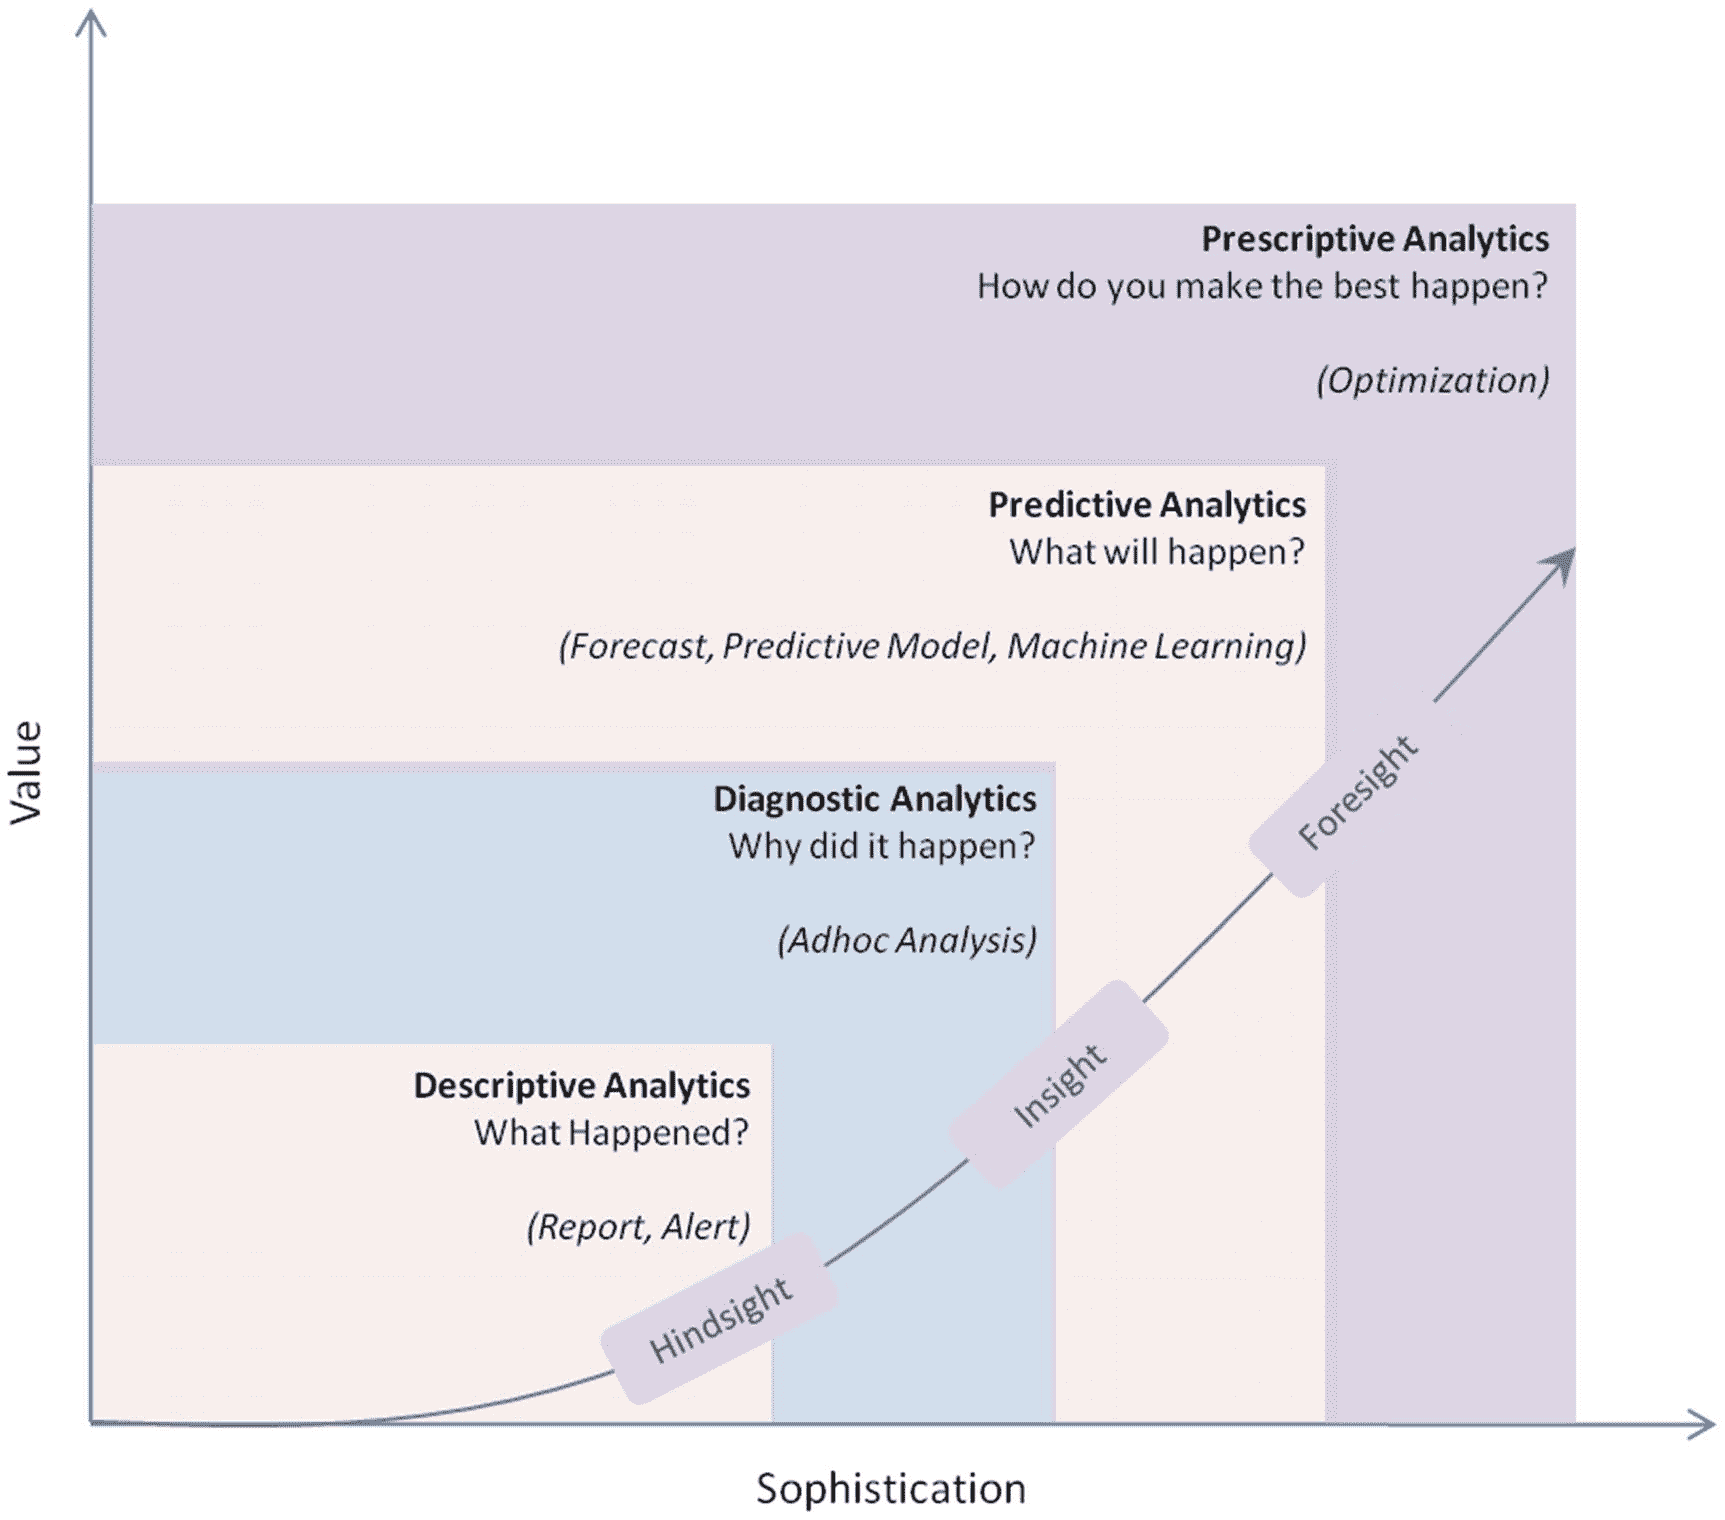 Prescriptive Analytics
How do you make the best happen?
(Optimization)
Predictive Analytics
What will happen?
(Forecast, Predictive Model, Machine Learning)
Diagnostic Analytics
Why did it happen?
(Adhoc Analysis)
Descriptive Analytics
What Happened?
(Report, Alert)
Hindsight
Insight
Foresight
Value
Sophistication